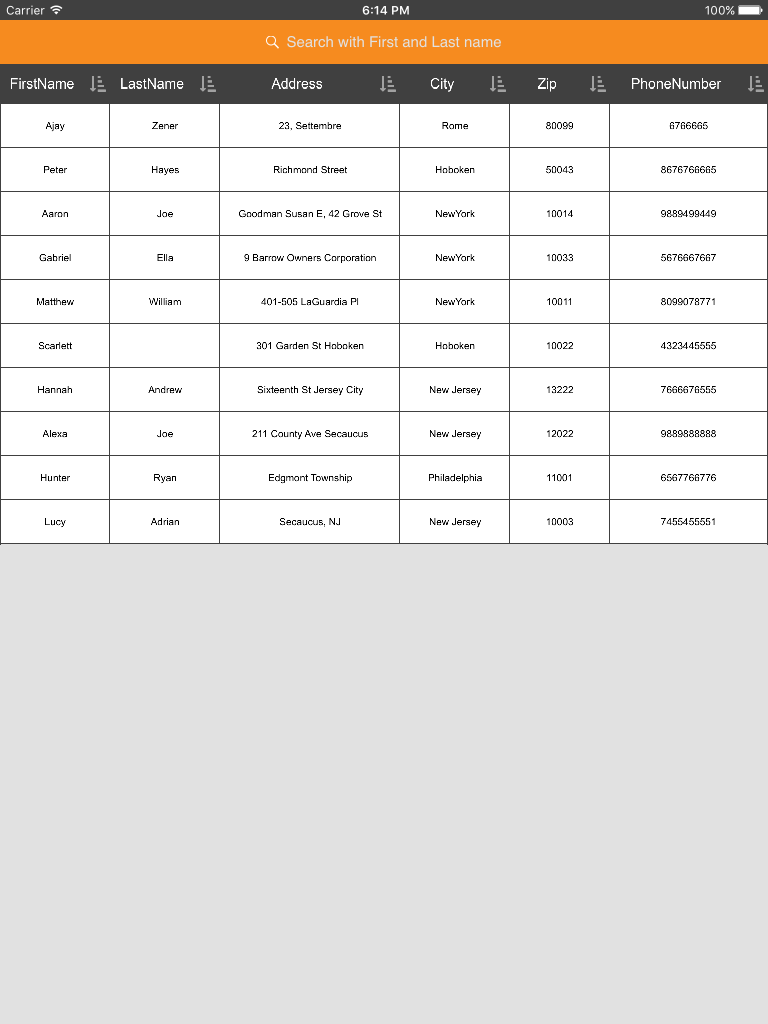 Carrier 6:14 PM 100%
Search with First and Last name
FirstName LastName Address City Zip PhoneNumber
Ajay Zener 23, Settembre Rome 80099 6766665
Peter Hayes Richmond Street Hoboken 50043 8676766665
Aaron Joe Goodman Susan E, 42 Grove St NewYork 10014 9889499449
Gabriel Ella 9 Barrow Owners Corporation NewYork 10033 5676667667
Matthew William 401-505 LaGuardia Pl NewYork 10011 8099078771
Scarlett 301 Garden St Hoboken Hoboken 10022 4323445555
Hannah Andrew Sixteenth St Jersey City New Jersey 13222 7666676555
Alexa Joe 211 County Ave Secaucus New Jersey 12022 9889888888
Hunter Ryan Edgmont Township Philadelphia 11001 6567766776
Lucy Adrian Secaucus, NJ New Jersey 10003 7455455551